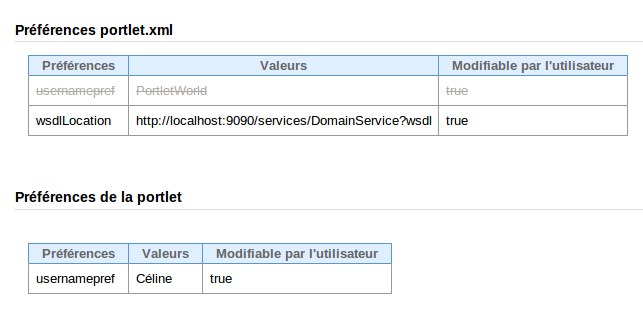 Préférences portlet.xml
Préférences Valeurs Modifiable par l'utilisateur
usernamepref PortletWorld true
wsdlLocation http://localhost:9090/services/DomainService?wsdl true
Préférences de la portlet
Préférences Valeurs Modifiable par l'utilisateur
usernamepref Céline true